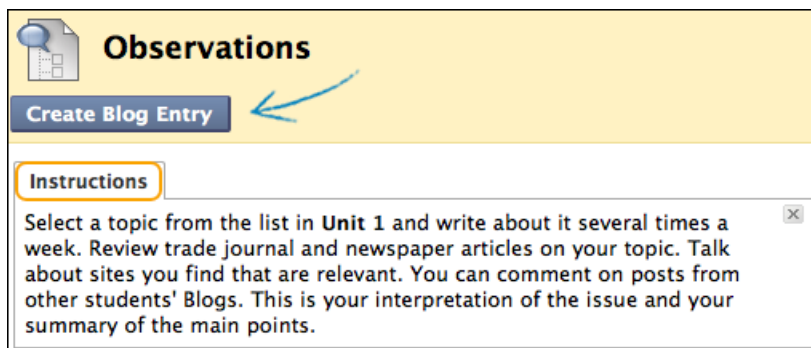 Observations
Create Blog Entry
Instructions
Select a topic from the list in Unit 1 and write about it several times a
week. Review trade journal and newspaper articles on your topic. Talk
about sites you find that are relevant. You can comment on posts from
other students' Blogs. This is your interpretation of the issue and your
summary of the main points.